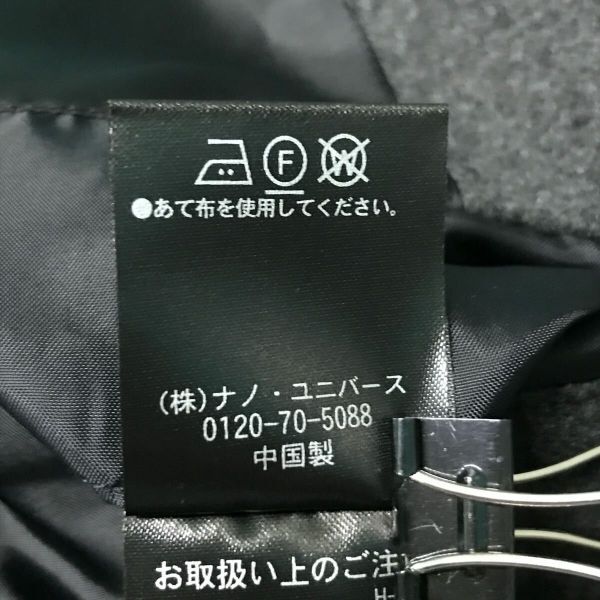 F W
●あて布を使用してください。
（株）ナノ・ユニバース
0120-70-5088
中国製
お取扱い上のご注
H-